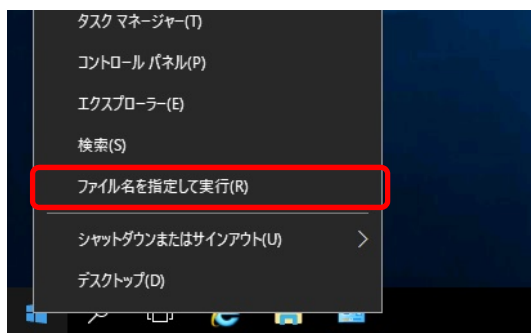 タスク マネージャー(T)
コントロール パネル(P)
エクスプローラー(E)
検索(S)
ファイル名を指定して実行(R)
シャットダウンまたはサインアウト(U)
デスクトップ(D)